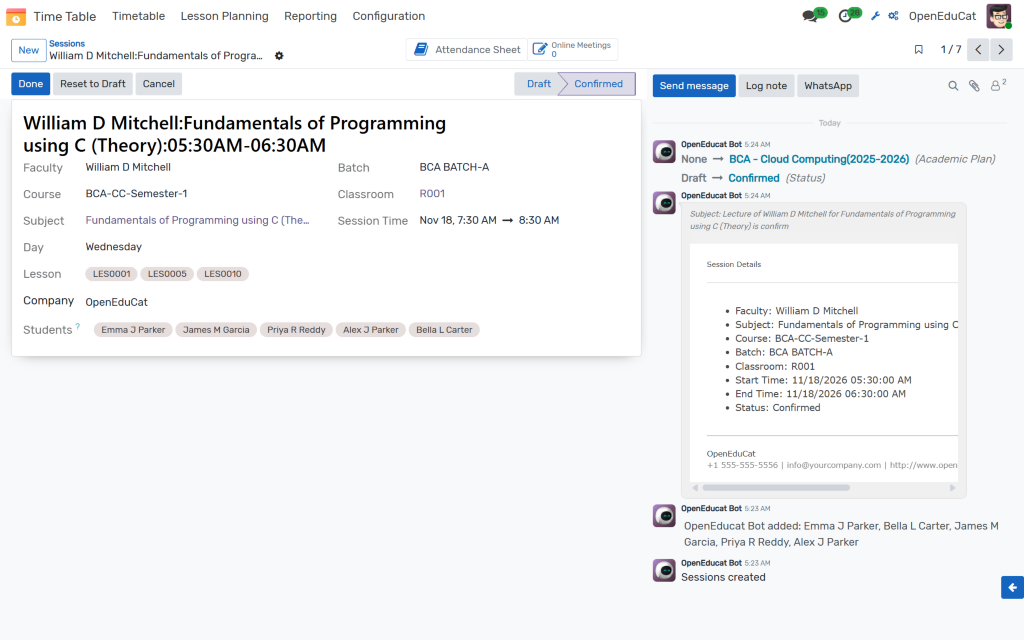 Time Table
Timetable
Lesson Planning
Reporting
Configuration
15
28
OpenEduCat
New
Sessions
William D Mitchell:Fundamentals of Progra...
Attendance Sheet
Online Meetings
0
1 / 7
Done
Reset to Draft
Cancel
Draft
Confirmed
Send message
Log note
WhatsApp
2
William D Mitchell:Fundamentals of Programming
using C (Theory):05:30AM-06:30AM
Faculty
William D Mitchell
Batch
BCA BATCH-A
Course
BCA-CC-Semester-1
Classroom
R001
Subject
Fundamentals of Programming using C (The...
Session Time
Nov 18, 7:30 AM → 8:30 AM
Day
Wednesday
Lesson
LES0001
LES0005
LES0010
Company
OpenEduCat
Students ?
Emma J Parker
James M Garcia
Priya R Reddy
Alex J Parker
Bella L Carter
Today
OpenEducat Bot 5:24 AM
None → BCA - Cloud Computing(2025-2026) (Academic Plan)
Draft → Confirmed (Status)
OpenEducat Bot 5:24 AM
Subject: Lecture of William D Mitchell for Fundamentals of Programming
using C (Theory) is confirm
Session Details
• Faculty: William D Mitchell
• Subject: Fundamentals of Programming using C
• Course: BCA-CC-Semester-1
• Batch: BCA BATCH-A
• Classroom: R001
• Start Time: 11/18/2026 05:30:00 AM
• End Time: 11/18/2026 06:30:00 AM
• Status: Confirmed
OpenEduCat
+1 555-555-5556 | info@yourcompany.com | http://www.open
OpenEducat Bot 5:23 AM
OpenEducat Bot added: Emma J Parker, Bella L Carter, James M
Garcia, Priya R Reddy, Alex J Parker
OpenEducat Bot 5:23 AM
Sessions created